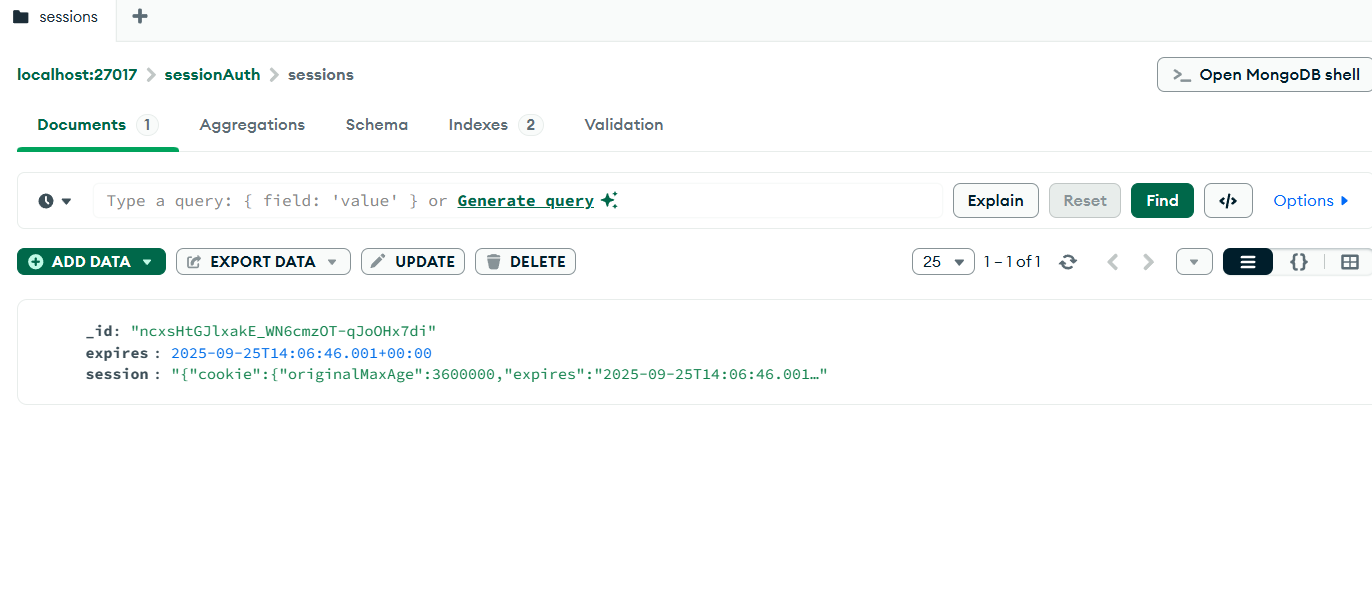 sessions
localhost:27017 sessionAuth sessions
Open MongoDB shell
Documents 1 Aggregations Schema Indexes 2 Validation
Type a query: { field: 'value' } or Generate query
Explain Reset Find </> Options
ADD DATA EXPORT DATA UPDATE DELETE
25 1 – 1 of 1 {}
_id: "ncxsHtGJlxakE_WN6cmzOT-qJoOHx7di"
expires : 2025-09-25T14:06:46.001+00:00
session : "{"cookie":{"originalMaxAge":3600000,"expires":"2025-09-25T14:06:46.001…"